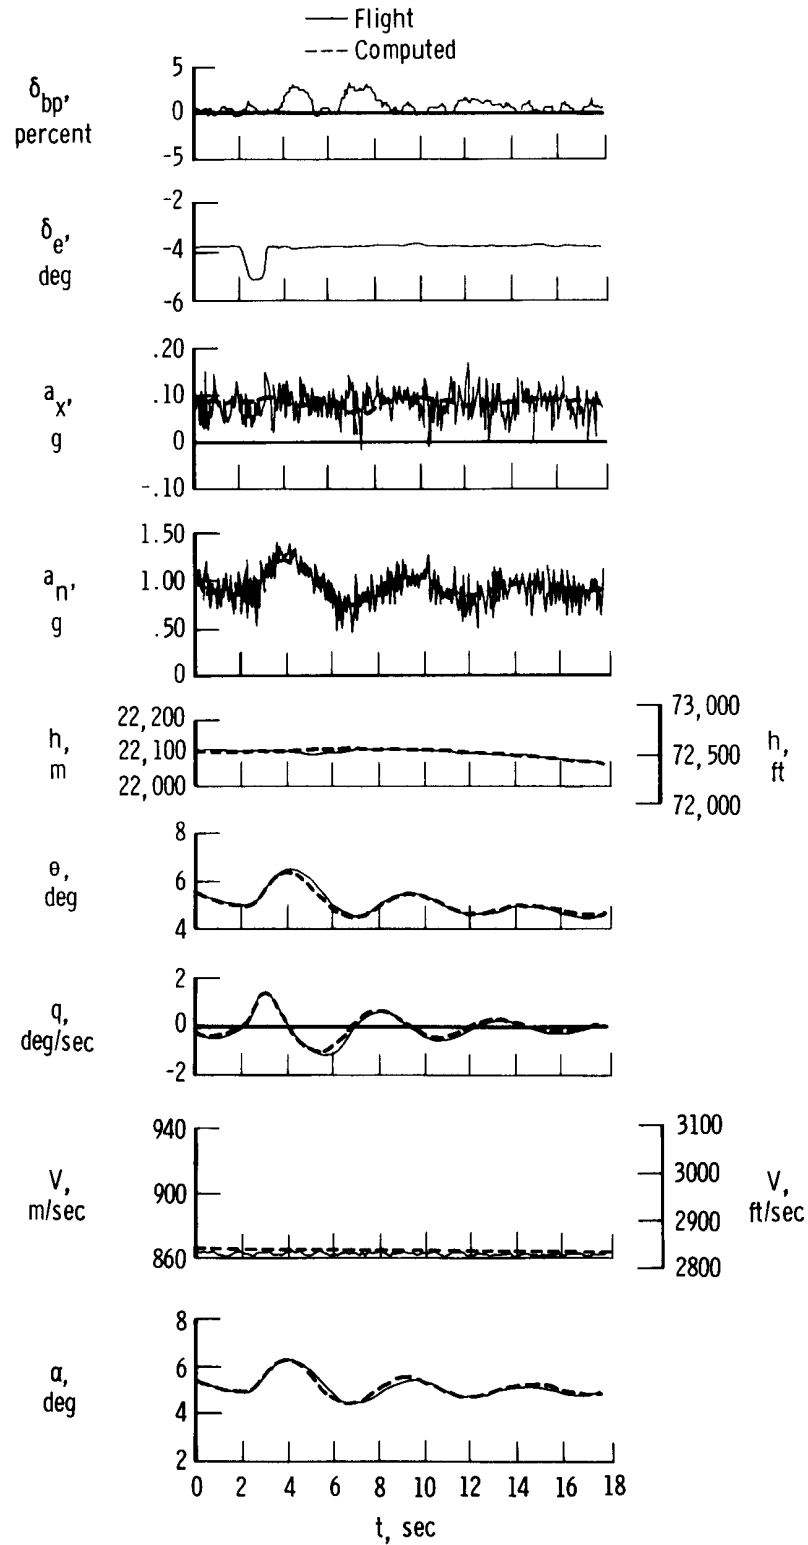 Flight
Computed
δbp,
percent
5
0
-5
δe,
deg
-2
-4
-6
ax,
g
.20
.10
0
-.10
an,
g
1.50
1.00
.50
0
h,
m
22,200
22,100
22,000
73,000
72,500
72,000
h,
ft
θ,
deg
8
6
4
q,
deg/sec
2
0
-2
V,
m/sec
940
900
860
3100
3000
2900
2800
V,
ft/sec
α,
deg
8
6
4
2
0 2 4 6 8 10 12 14 16 18
t, sec